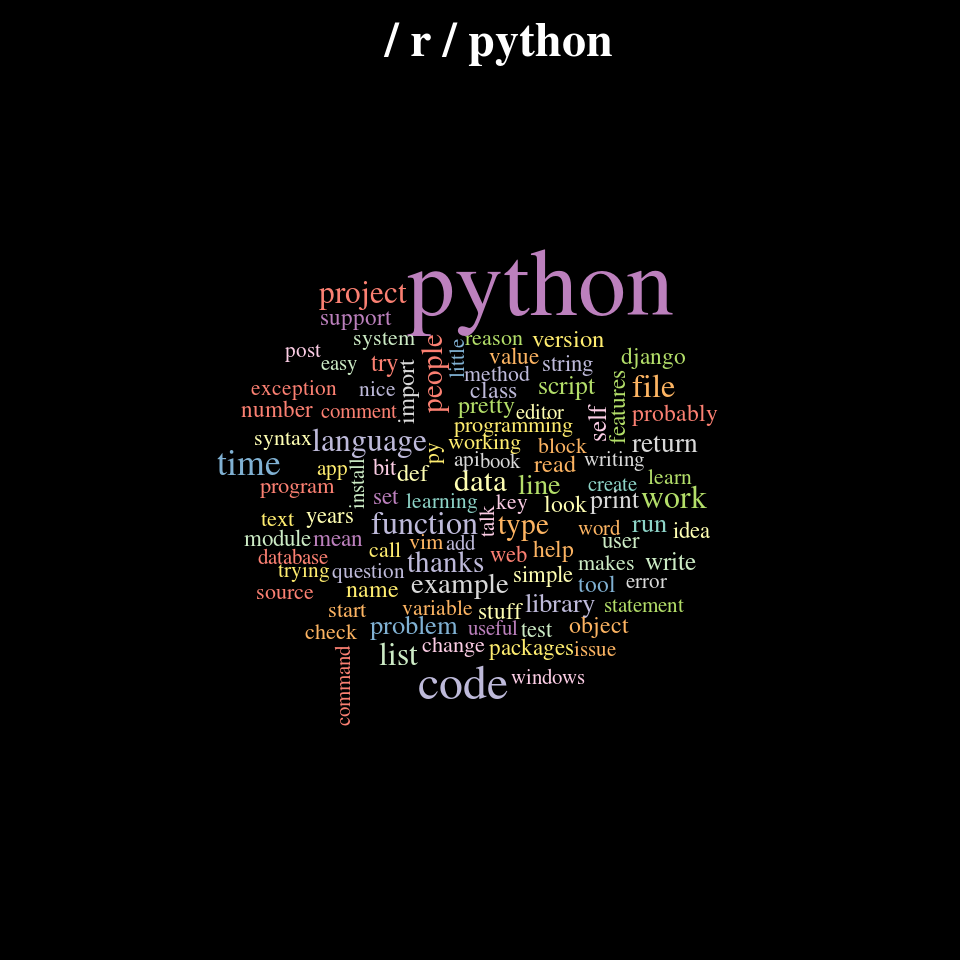 / r / python
python
project
support
system people little reason version
post easy try import method value string django
exception nice class script features file
number comment pretty editor self probably
syntax language py working programming block return
time app install bit def api book read writing
program set learning data line create learn
text years function talk key type look print work
module mean vim add word run idea
database call web help user
trying question thanks simple makes write
source name example tool error
start variable stuff library statement
check problem useful test object
command list change packages issue
code windows